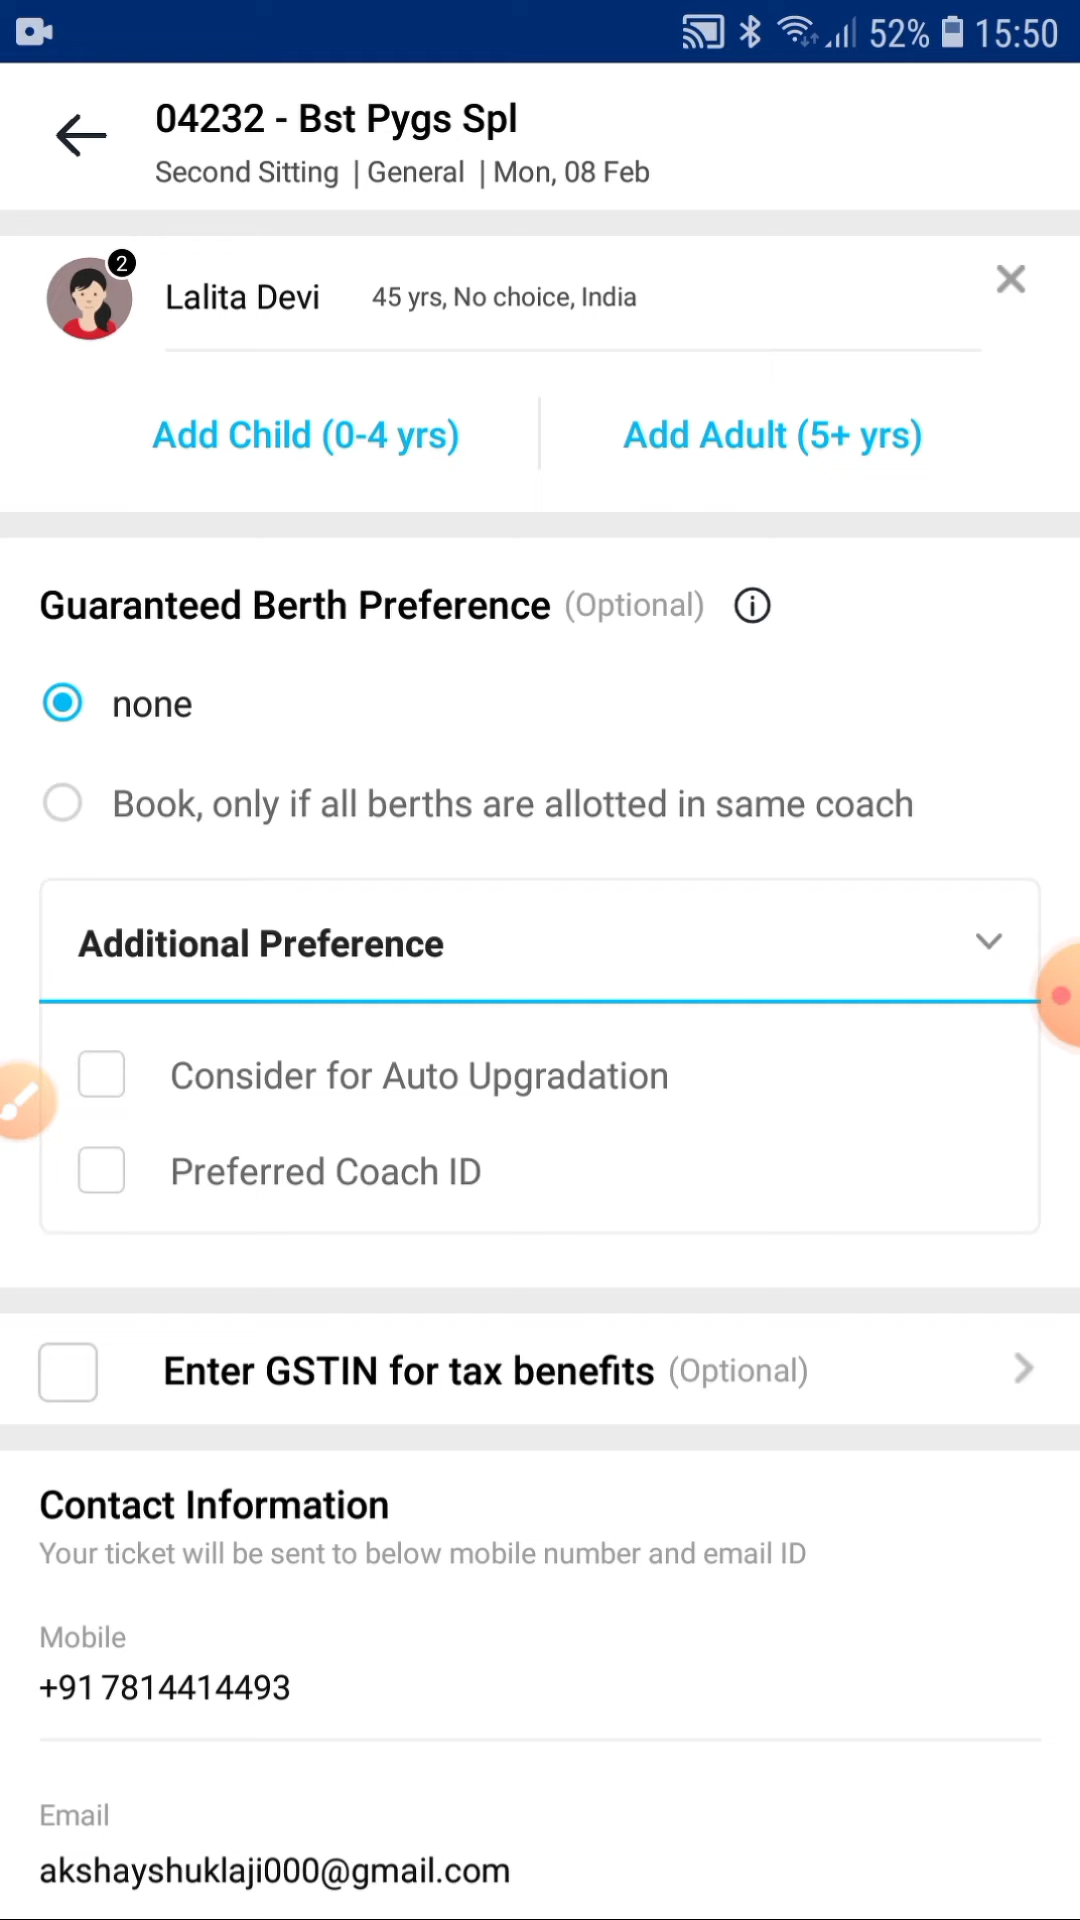 52% 15:50
04232 - Bst Pygs Spl
Second Sitting | General | Mon, 08 Feb
2
Lalita Devi 45 yrs, No choice, India
Add Child (0-4 yrs) Add Adult (5+ yrs)
Guaranteed Berth Preference (Optional)
none
Book, only if all berths are allotted in same coach
Additional Preference
Consider for Auto Upgradation
Preferred Coach ID
Enter GSTIN for tax benefits (Optional)
Contact Information
Your ticket will be sent to below mobile number and email ID
Mobile
+91 7814414493
Email
akshayshuklaji000@gmail.com